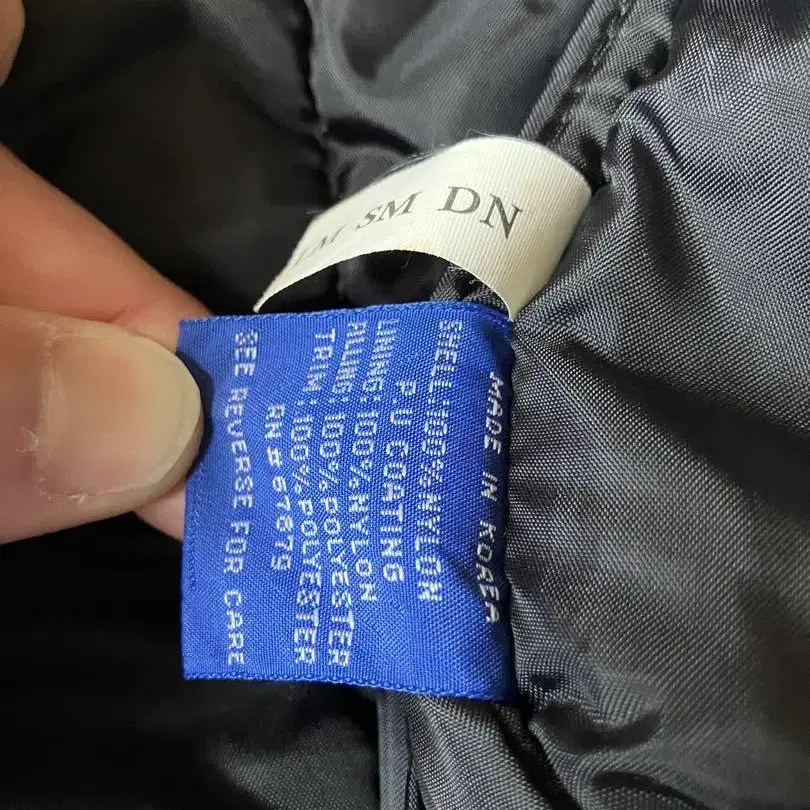 SM DN
MADE IN KOREA
SHELL:100% NYLON
PU COATING
LINING: 100% NYLON
FILLING: 100% POLYESTER
TRIM: 100% POLYESTER
RN# 67879
SEE REVERSE FOR CARE